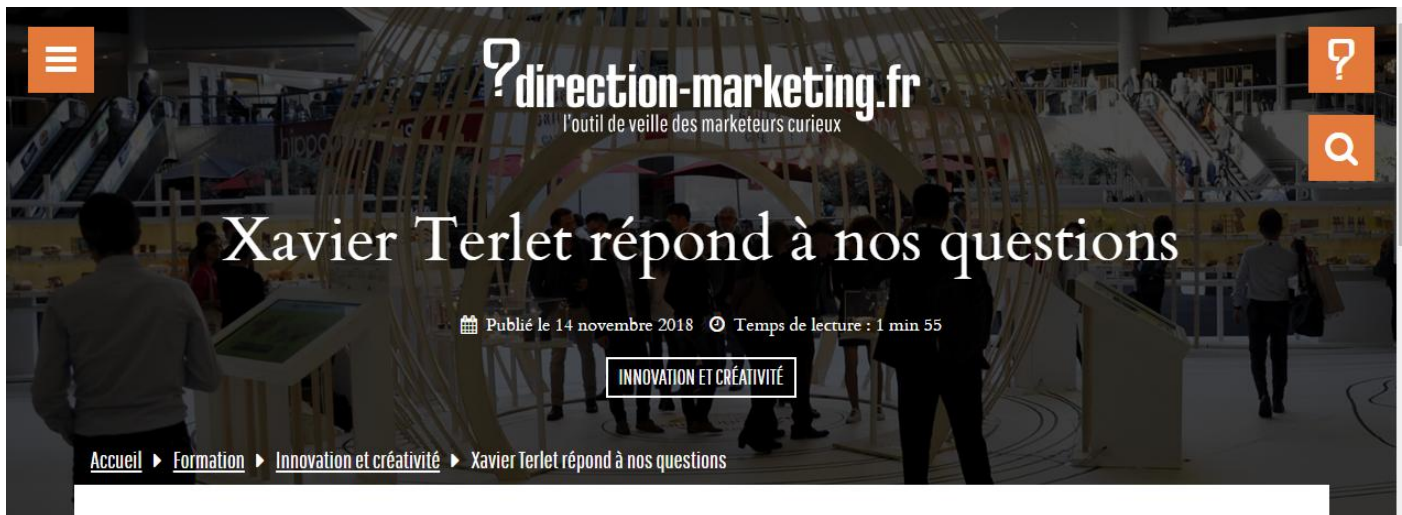 direction-marketing.fr
l'outil de veille des marketeurs curieux
hippo
Xavier Terlet répond à nos questions
Publié le 14 novembre 2018 Temps de lecture : 1 min 55
INNOVATION ET CRÉATIVITÉ
Accueil Formation Innovation et créativité Xavier Terlet répond à nos questions